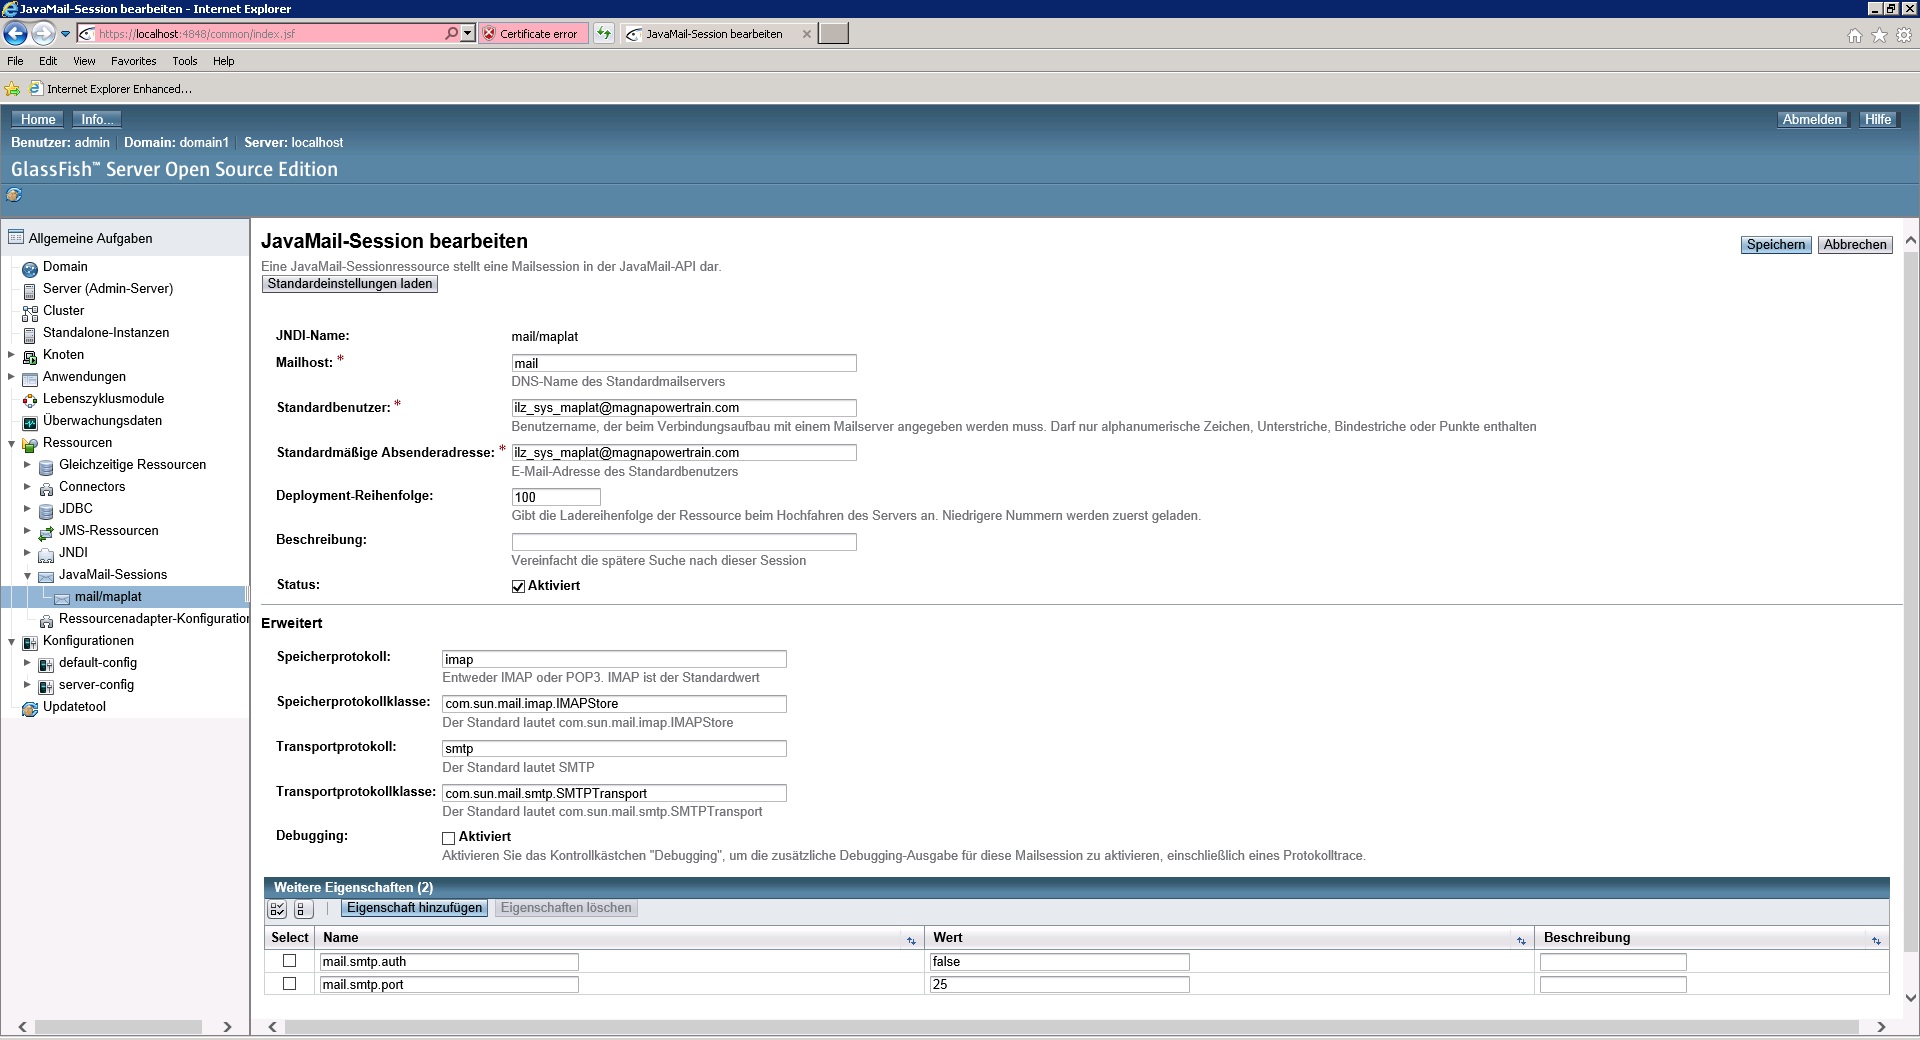 JavaMail-Session bearbeiten - Internet Explorer
https://localhost:4848/common/index.jsf
Certificate error
JavaMail-Session bearbeiten
File Edit View Favorites Tools Help
Internet Explorer Enhanced...
Home Info... Abmelden Hilfe
Benutzer: admin Domain: domain1 Server: localhost
GlassFish™ Server Open Source Edition
Allgemeine Aufgaben
Domain
Server (Admin-Server)
Cluster
Standalone-Instanzen
Knoten
Anwendungen
Lebenszyklusmodule
Überwachungsdaten
Ressourcen
Gleichzeitige Ressourcen
Connectors
JDBC
JMS-Ressourcen
JNDI
JavaMail-Sessions
mail/maplat
Ressourcenadapter-Konfiguration
Konfigurationen
default-config
server-config
Updatetool
JavaMail-Session bearbeiten
Speichern Abbrechen
Eine JavaMail-Sessionressource stellt eine Mailsession in der JavaMail-API dar.
Standardeinstellungen laden
JNDI-Name: mail/maplat
Mailhost: * mail
DNS-Name des Standardmailservers
Standardbenutzer: * ilz_sys_maplat@magnapowertrain.com
Benutzername, der beim Verbindungsaufbau mit einem Mailserver angegeben werden muss. Darf nur alphanumerische Zeichen, Unterstriche, Bindestriche oder Punkte enthalten
Standardmäßige Absenderadresse: * ilz_sys_maplat@magnapowertrain.com
E-Mail-Adresse des Standardbenutzers
Deployment-Reihenfolge: 100
Gibt die Ladereihenfolge der Ressource beim Hochfahren des Servers an. Niedrigere Nummern werden zuerst geladen.
Beschreibung:
Vereinfacht die spätere Suche nach dieser Session
Status: Aktiviert
Erweitert
Speicherprotokoll: imap
Entweder IMAP oder POP3. IMAP ist der Standardwert
Speicherprotokollklasse: com.sun.mail.imap.IMAPStore
Der Standard lautet com.sun.mail.imap.IMAPStore
Transportprotokoll: smtp
Der Standard lautet SMTP
Transportprotokollklasse: com.sun.mail.smtp.SMTPTransport
Der Standard lautet com.sun.mail.smtp.SMTPTransport
Debugging: Aktiviert
Aktivieren Sie das Kontrollkästchen "Debugging", um die zusätzliche Debugging-Ausgabe für diese Mailsession zu aktivieren, einschließlich eines Protokolltrace.
Weitere Eigenschaften (2)
Eigenschaft hinzufügen Eigenschaften löschen
Select Name Wert Beschreibung
mail.smtp.auth false
mail.smtp.port 25